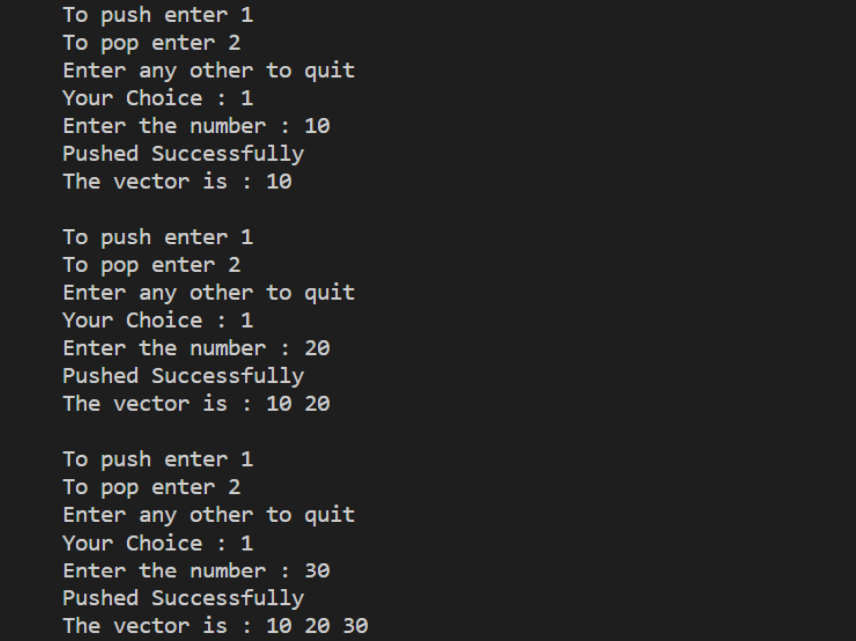 To push enter 1
To pop enter 2
Enter any other to quit
Your Choice : 1
Enter the number : 10
Pushed Successfully
The vector is : 10
To push enter 1
To pop enter 2
Enter any other to quit
Your Choice : 1
Enter the number : 20
Pushed Successfully
The vector is : 10 20
To push enter 1
To pop enter 2
Enter any other to quit
Your Choice : 1
Enter the number : 30
Pushed Successfully
The vector is : 10 20 30